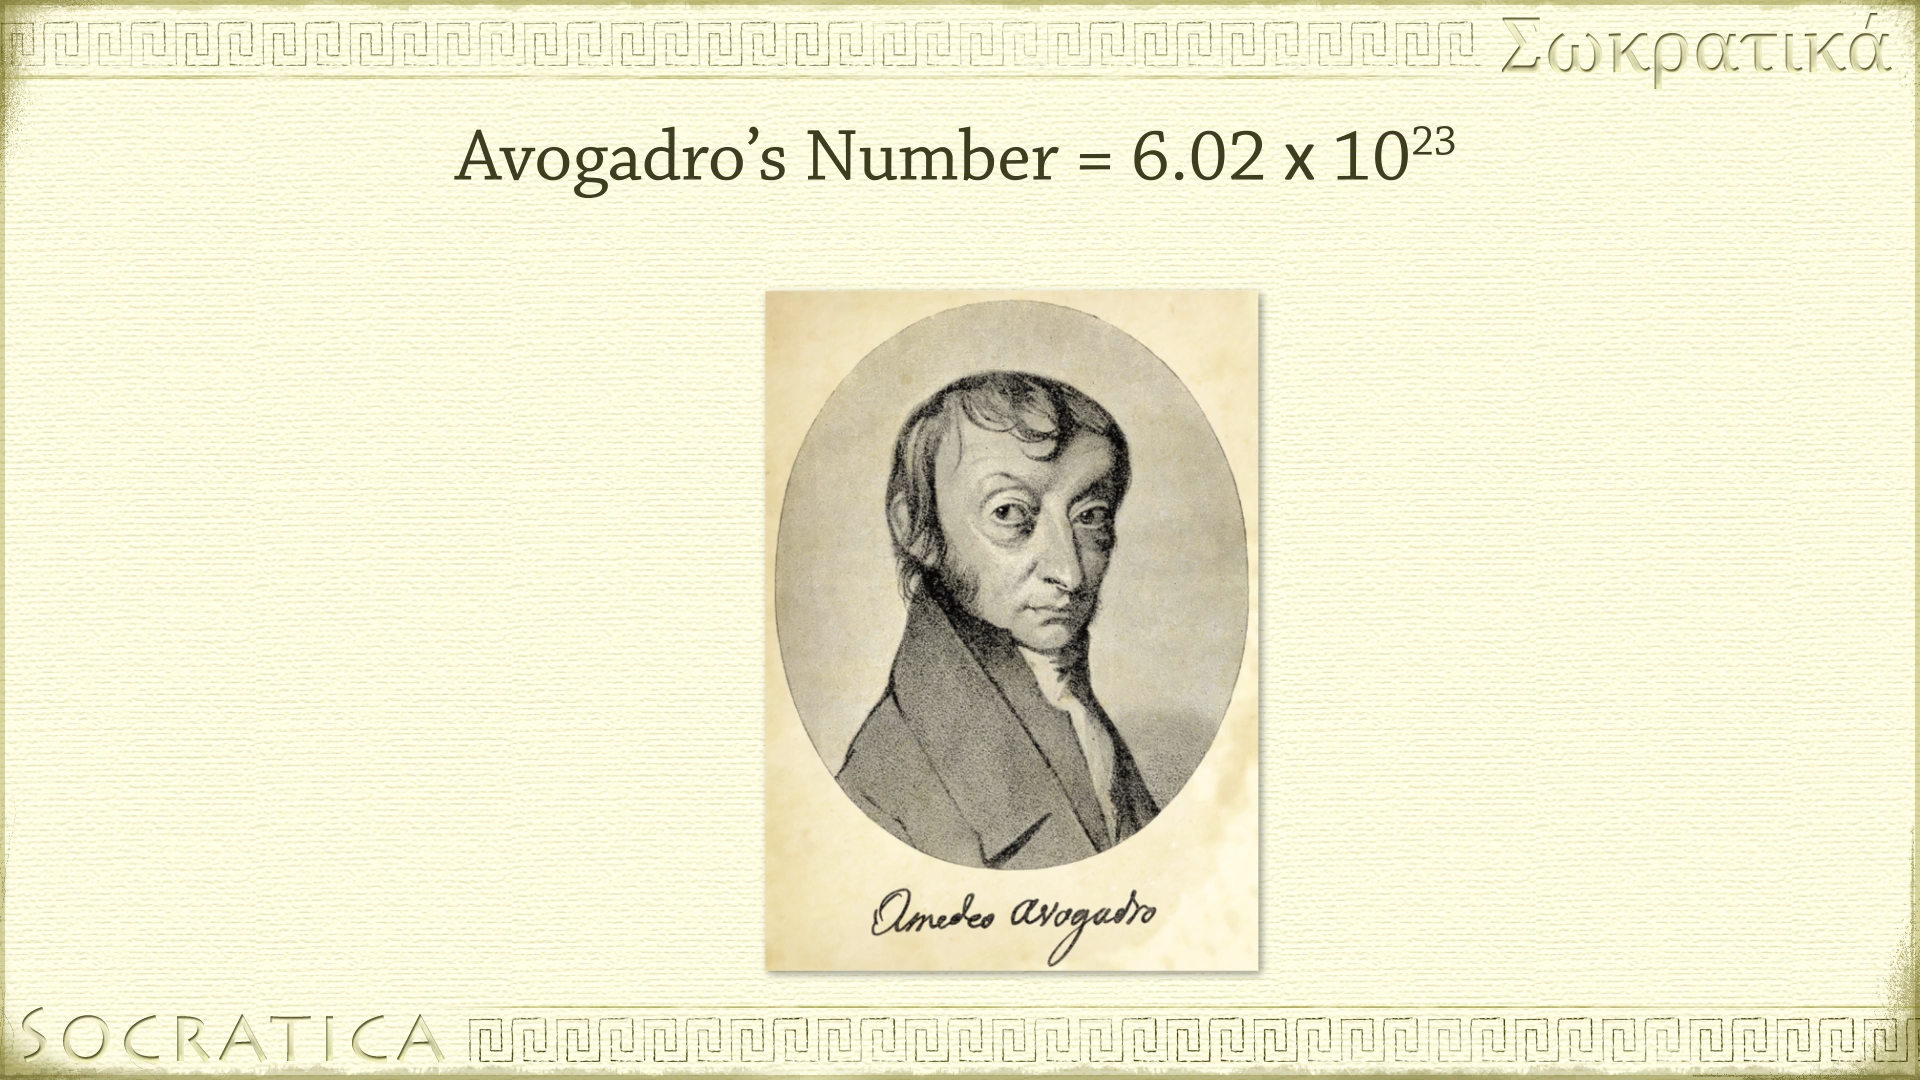 Σωκρατικά
Avogadro’s Number = 6.02 x 10²³
Amedeo Avogadro
SOCRATICA